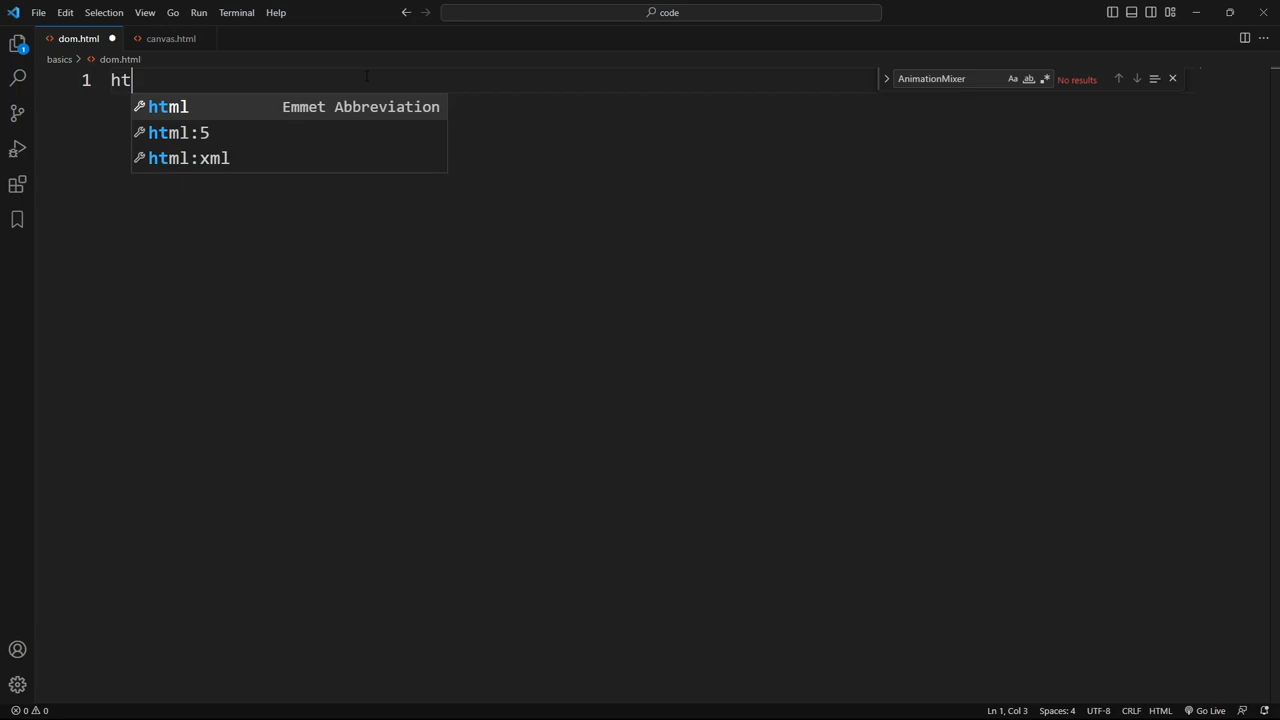 File Edit Selection View Go Run Terminal Help
code
dom.html
canvas.html
basics
dom.html
1 ht
html Emmet Abbreviation
html:5
html:xml
AnimationMixer Aa ab No results
1
0 0
Ln 1, Col 3 Spaces: 4 UTF-8 CRLF HTML Go Live